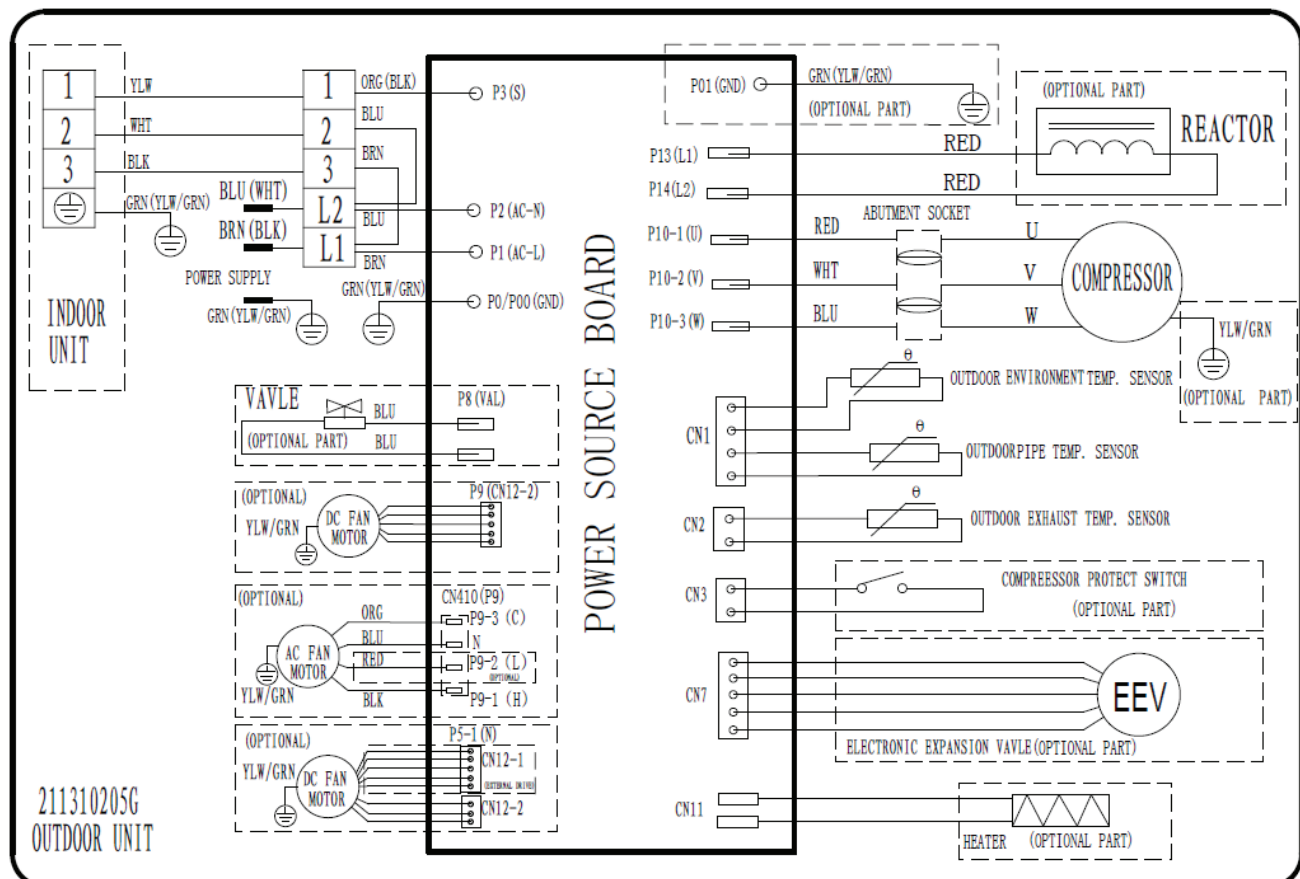 1
2
3
YLW
WHT
BLK
GRN(YLW/GRN)
INDOOR
UNIT
1
2
3
L2
L1
ORG(BLK)
BLU
BRN
BLU
BRN
BLU(WHT)
BRN(BLK)
POWER SUPPLY
GRN(YLW/GRN)
GRN(YLW/GRN)
P3(S)
P2(AC-N)
P1(AC-L)
P0/P00(GND)
VAVLE
(OPTIONAL PART)
BLU
BLU
P8(VAL)
(OPTIONAL)
YLW/GRN
DC FAN
MOTOR
P9(CN12-2)
(OPTIONAL)
AC FAN
MOTOR
YLW/GRN
ORG
BLU
RED
BLK
CN410(P9)
P9-3 (C)
N
P9-2 (L)
(OPTIONAL)
P9-1 (H)
(OPTIONAL)
YLW/GRN
DC FAN
MOTOR
P5-1(N)
CN12-1
(EXTERNAL DRIVE)
CN12-2
211310205G
OUTDOOR UNIT
POWER SOURCE BOARD
P01(GND)
GRN(YLW/GRN)
(OPTIONAL PART)
P13(L1)
RED
P14(L2)
RED
(OPTIONAL PART)
REACTOR
ABUTMENT SOCKET
P10-1(U)
RED
U
P10-2(V)
WHT
V
P10-3(W)
BLU
W
COMPRESSOR
YLW/GRN
(OPTIONAL PART)
CN1
θ
OUTDOOR ENVIRONMENT TEMP. SENSOR
θ
OUTDOORPIPE TEMP. SENSOR
CN2
θ
OUTDOOR EXHAUST TEMP. SENSOR
CN3
COMPREESSOR PROTECT SWITCH
(OPTIONAL PART)
CN7
EEV
ELECTRONIC EXPANSION VAVLE(OPTIONAL PART)
CN11
HEATER
(OPTIONAL PART)